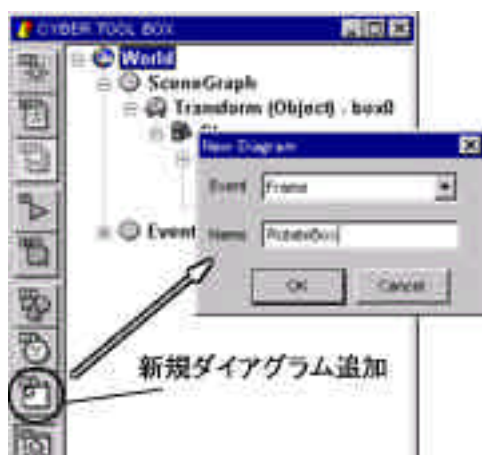 CYBER TOOL BOX
World
SceneGraph
Transform (Object) - box0
New Diagram
Event Frame
Event
Name RotateBox
OK Cancel
新規ダイアグラム追加